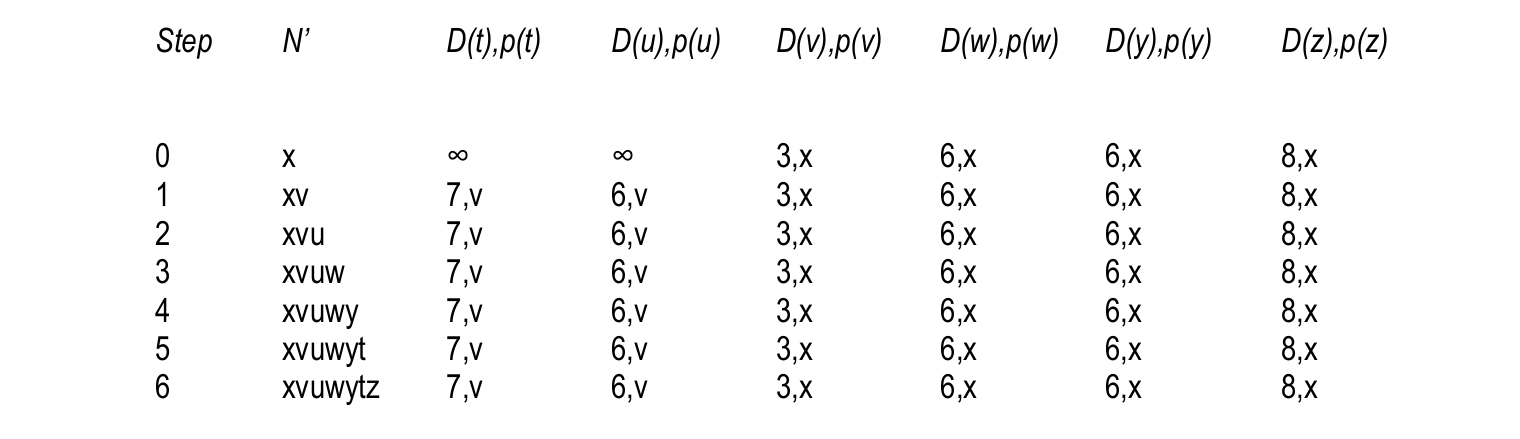 Step N’ D(t),p(t) D(u),p(u) D(v),p(v) D(w),p(w) D(y),p(y) D(z),p(z)
0 x ∞ ∞ 3,x 6,x 6,x 8,x
1 xv 7,v 6,v 3,x 6,x 6,x 8,x
2 xvu 7,v 6,v 3,x 6,x 6,x 8,x
3 xvuw 7,v 6,v 3,x 6,x 6,x 8,x
4 xvuwy 7,v 6,v 3,x 6,x 6,x 8,x
5 xvuwyt 7,v 6,v 3,x 6,x 6,x 8,x
6 xvuwytz 7,v 6,v 3,x 6,x 6,x 8,x